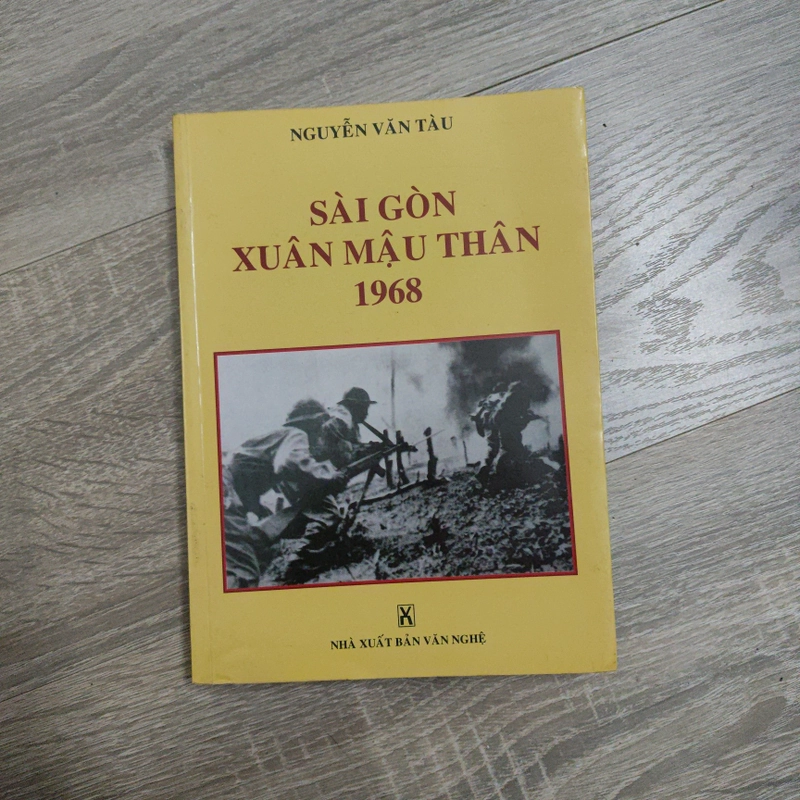 NGUYỄN VĂN TÀU
SÀI GÒN
XUÂN MẬU THÂN
1968
NHÀ XUẤT BẢN VĂN NGHỆ